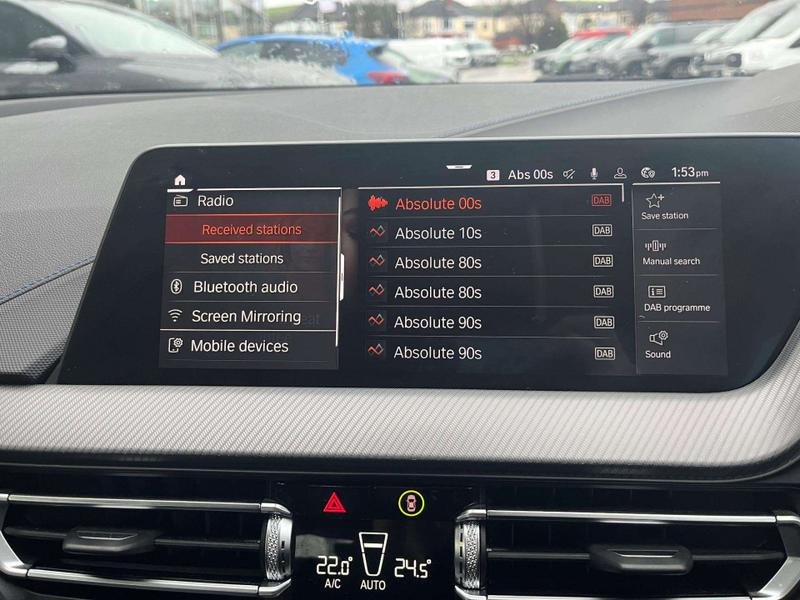 3 Abs 00s 1:53pm
Radio
Received stations
Saved stations
Bluetooth audio
Screen Mirroring
Mobile devices
Absolute 00s DAB
Absolute 10s DAB
Absolute 80s DAB
Absolute 80s DAB
Absolute 90s DAB
Absolute 90s DAB
Save station
Manual search
DAB programme
Sound
22.0° 24.5°
A/C AUTO